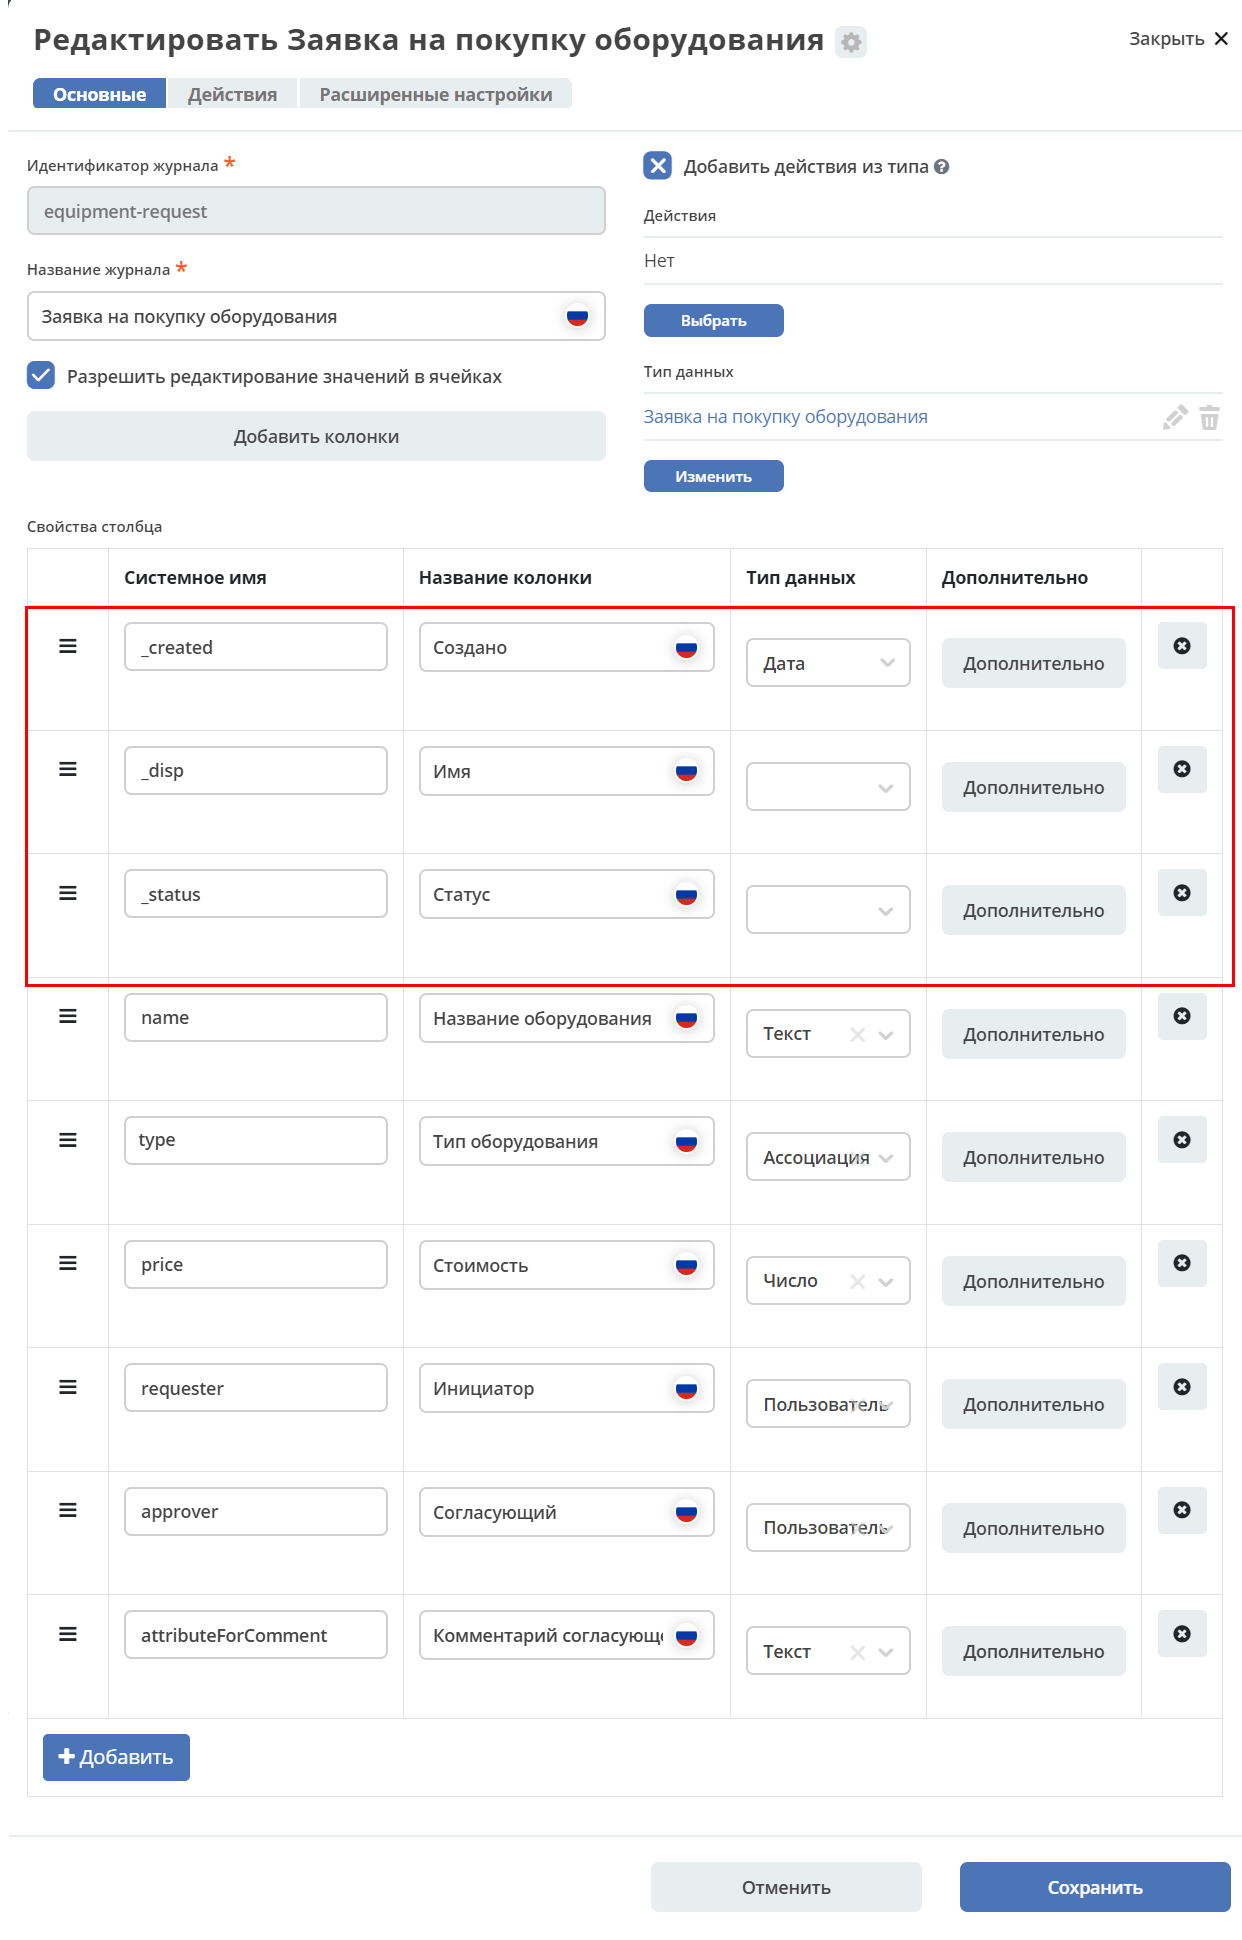 Редактировать Заявка на покупку оборудования
Закрыть
Основные
Действия
Расширенные настройки
Идентификатор журнала *
equipment-request
Название журнала *
Заявка на покупку оборудования
Разрешить редактирование значений в ячейках
Добавить колонки
Добавить действия из типа ?
Действия
Нет
Выбрать
Тип данных
Заявка на покупку оборудования
Изменить
Свойства столбца
Системное имя Название колонки Тип данных Дополнительно
_created Создано Дата Дополнительно
_disp Имя Дополнительно
_status Статус Дополнительно
name Название оборудования Текст Дополнительно
type Тип оборудования Ассоциация Дополнительно
price Стоимость Число Дополнительно
requester Инициатор Пользователь Дополнительно
approver Согласующий Пользователь Дополнительно
attributeForComment Комментарий согласующе Текст Дополнительно
Добавить
Отменить
Сохранить